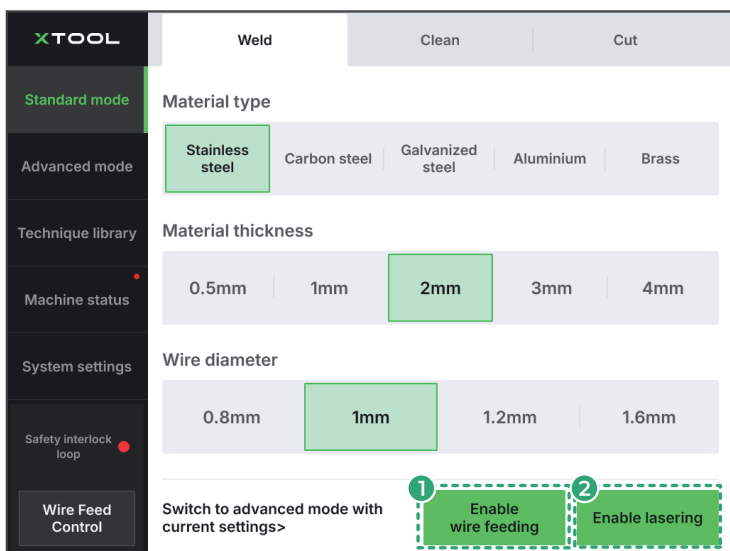 XTOOL
Weld
Clean
Cut
Standard mode
Advanced mode
Technique library
Machine status
System settings
Safety interlock
loop
Wire Feed
Control
Material type
Stainless
steel
Carbon steel
Galvanized
steel
Aluminium
Brass
Material thickness
0.5mm
1mm
2mm
3mm
4mm
Wire diameter
0.8mm
1mm
1.2mm
1.6mm
Switch to advanced mode with
current settings>
1
Enable
wire feeding
2
Enable lasering